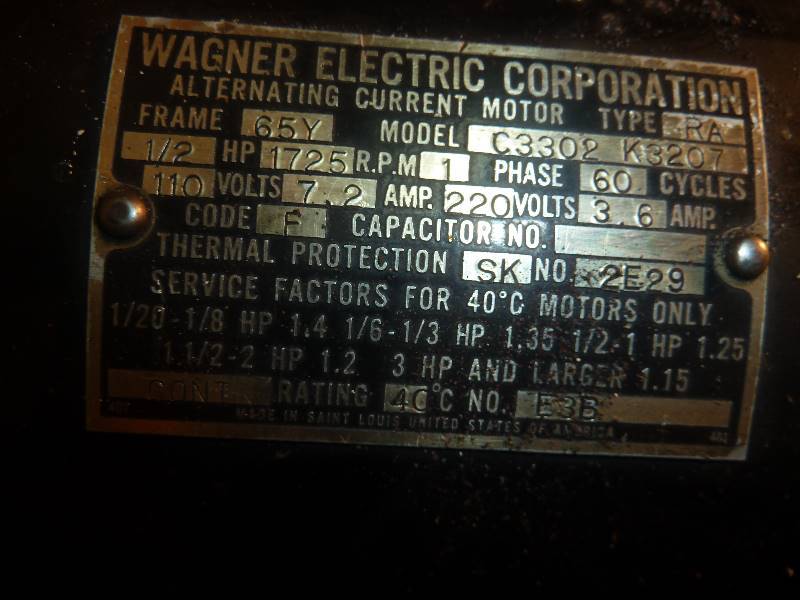 WAGNER ELECTRIC CORPORATION
ALTERNATING CURRENT MOTOR TYPE RA
FRAME 65Y MODEL C3302 K3207
1/2 HP 1725 R.P.M 1 PHASE 60 CYCLES
110 VOLTS 7.2 AMP. 220 VOLTS 3.6 AMP.
CODE F CAPACITOR NO.
THERMAL PROTECTION SK NO. 2E29
SERVICE FACTORS FOR 40°C MOTORS ONLY
1/20-1/8 HP 1.4 1/6-1/3 HP 1.35 1/2-1 HP 1.25
1.1/2-2 HP 1.2 3 HP AND LARGER 1.15
CONT. RATING 40°C NO. E3B
MADE IN SAINT LOUIS UNITED STATES OF AMERICA